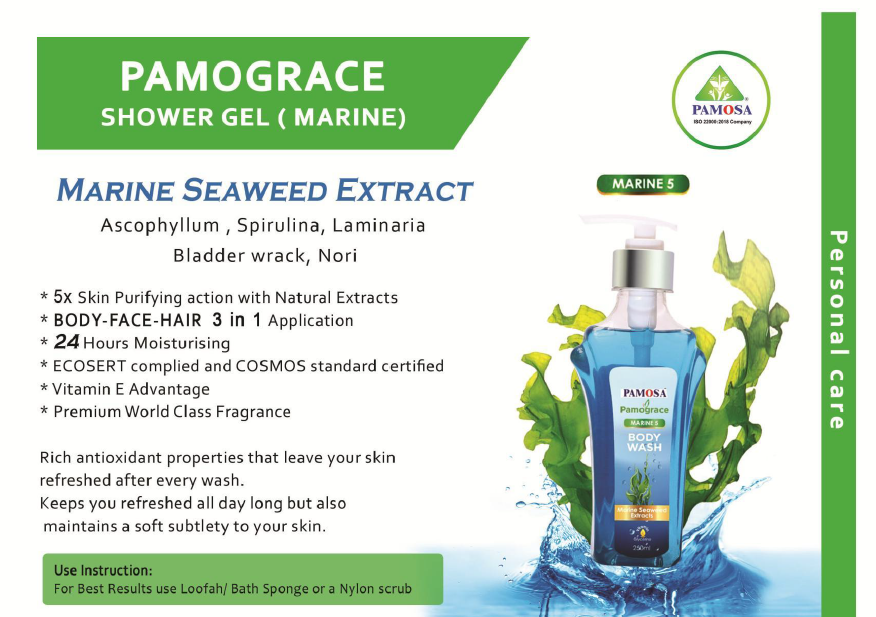 PAMOGRACE
SHOWER GEL ( MARINE)
PAMOSA
ISO 22000:2018 Company
MARINE SEAWEED EXTRACT
Ascophyllum , Spirulina, Laminaria
Bladder wrack, Nori
* 5x Skin Purifying action with Natural Extracts
* BODY-FACE-HAIR 3 in 1 Application
* 24 Hours Moisturising
* ECOSERT complied and COSMOS standard certified
* Vitamin E Advantage
* Premium World Class Fragrance
Rich antioxidant properties that leave your skin
refreshed after every wash.
Keeps you refreshed all day long but also
maintains a soft subtlety to your skin.
Use Instruction:
For Best Results use Loofah/ Bath Sponge or a Nylon scrub
MARINE 5
PAMOSA
Pamograce
MARINE 5
BODY
WASH
Marine Seaweed
Extracts
250ml
Personal care